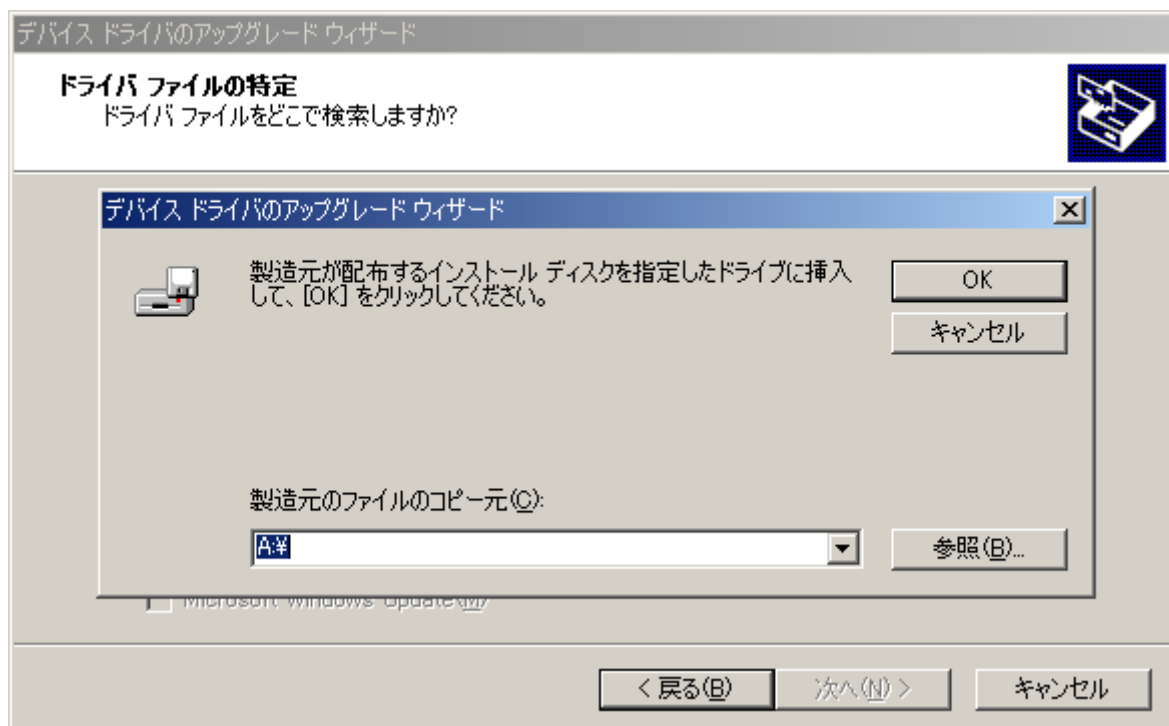 デバイス ドライバのアップグレード ウィザード
ドライバ ファイルの特定
ドライバ ファイルをどこで検索しますか?
デバイス ドライバのアップグレード ウィザード
製造元が配布するインストール ディスクを指定したドライブに挿入
して、[OK] をクリックしてください。
OK
キャンセル
製造元のファイルのコピー元(C):
A:¥
参照(B)...
Microsoft Windows Update(M)
< 戻る(B)
次へ(N) >
キャンセル